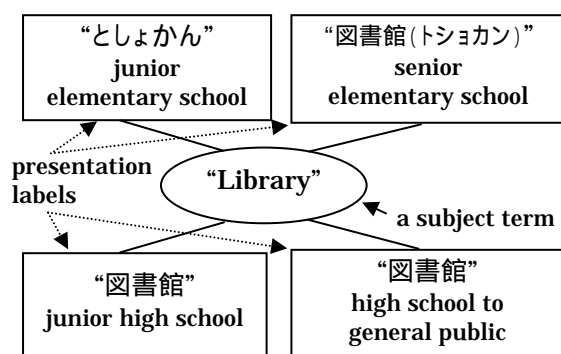 “としょかん”
junior
elementary school
“図書館(トショカン)”
senior
elementary school
presentation
labels
“Library”
a subject term
“図書館”
junior high school
“図書館”
high school to
general public